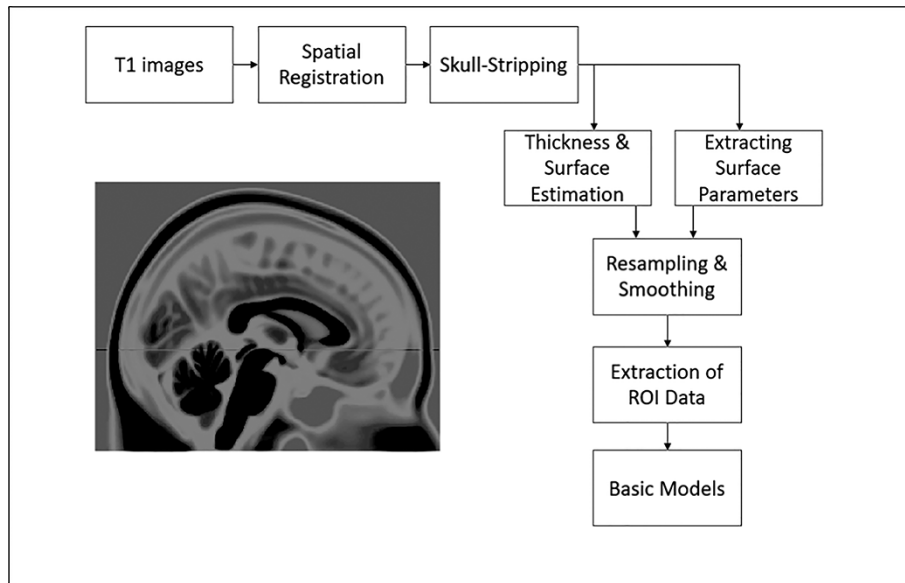 T1 images
Spatial
Registration
Skull-Stripping
Thickness &
Surface
Estimation
Extracting
Surface
Parameters
Resampling &
Smoothing
Extraction of
ROI Data
Basic Models